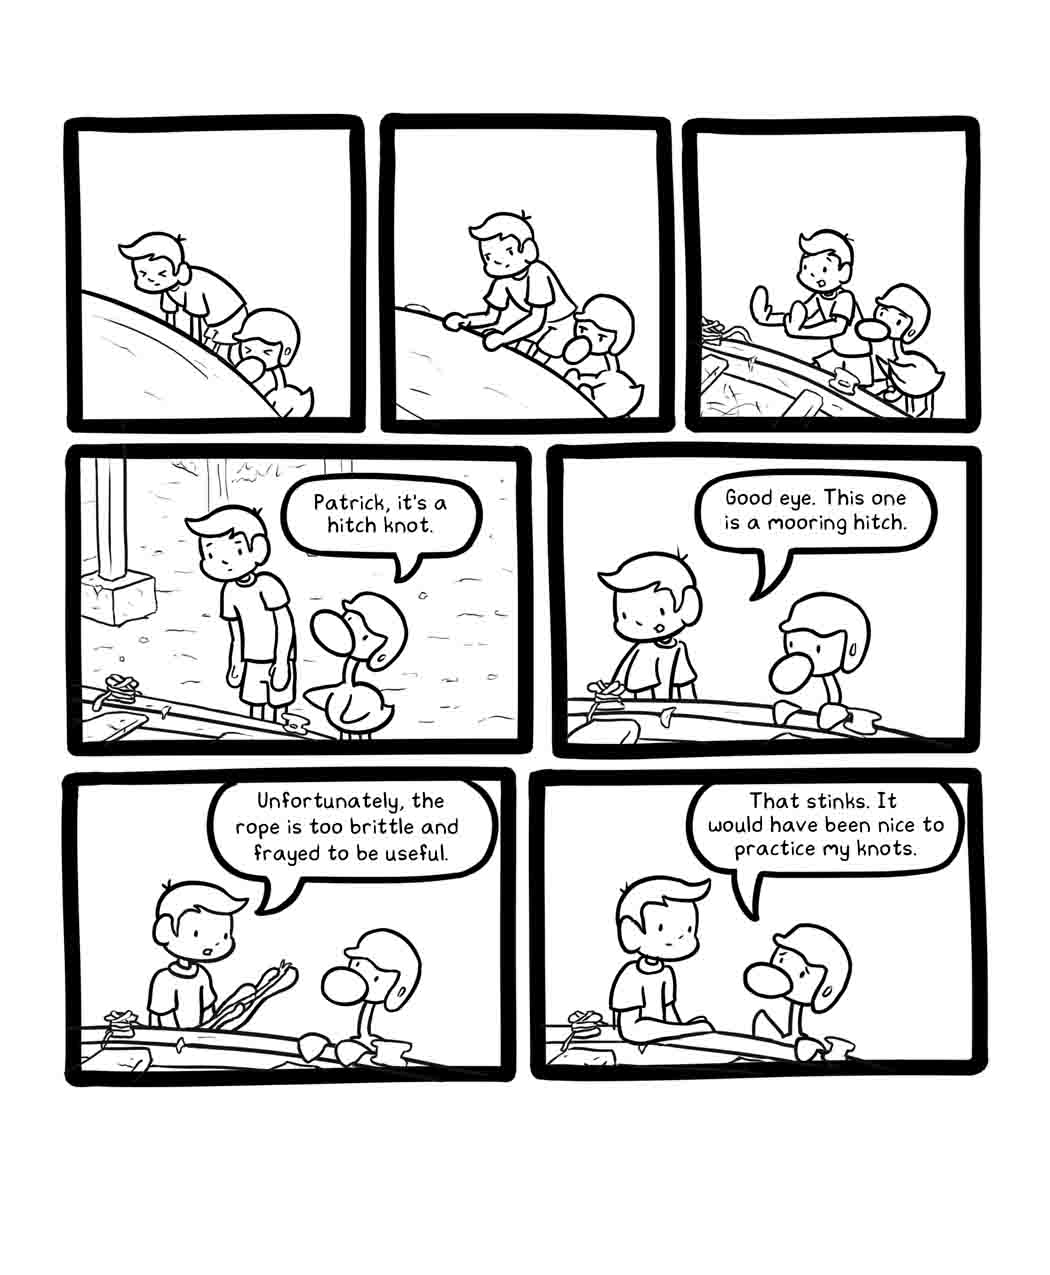 Patrick, it's a
hitch knot.
Good eye. This one
is a mooring hitch.
Unfortunately, the
rope is too brittle and
frayed to be useful.
That stinks. It
would have been nice to
practice my knots.